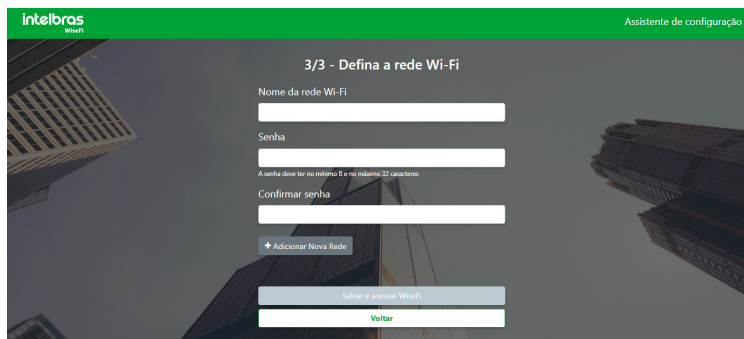 intelbras
WiseFi
Assistente de configuração
3/3 - Defina a rede Wi-Fi
Nome da rede Wi-Fi
Senha
A senha deve ter no mínimo 8 e no máximo 32 caracteres
Confirmar senha
+ Adicionar Nova Rede
Salvar e acessar WiseFi
Voltar